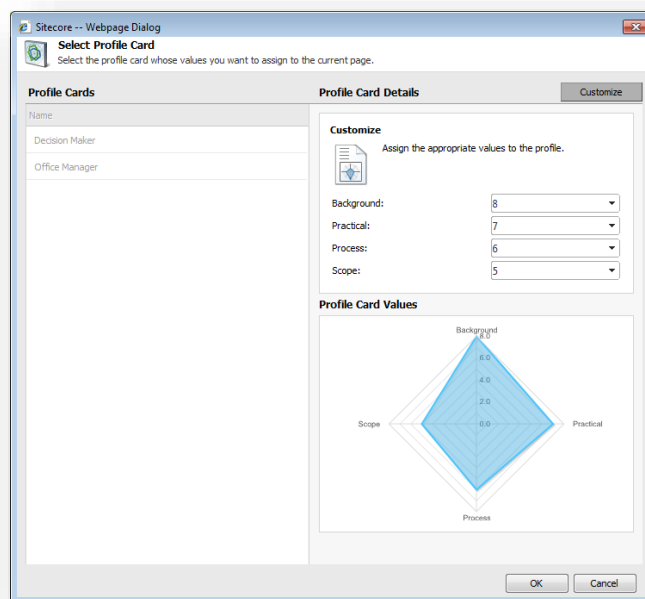 Sitecore -- Webpage Dialog
Select Profile Card
Select the profile card whose values you want to assign to the current page.
Profile Cards
Name
Decision Maker
Office Manager
Profile Card Details
Customize
Customize
Assign the appropriate values to the profile.
Background: 8
Practical: 7
Process: 6
Scope: 5
Profile Card Values
Background
8.0
6.0
4.0
2.0
Scope 0.0 Practical
Process
OK Cancel